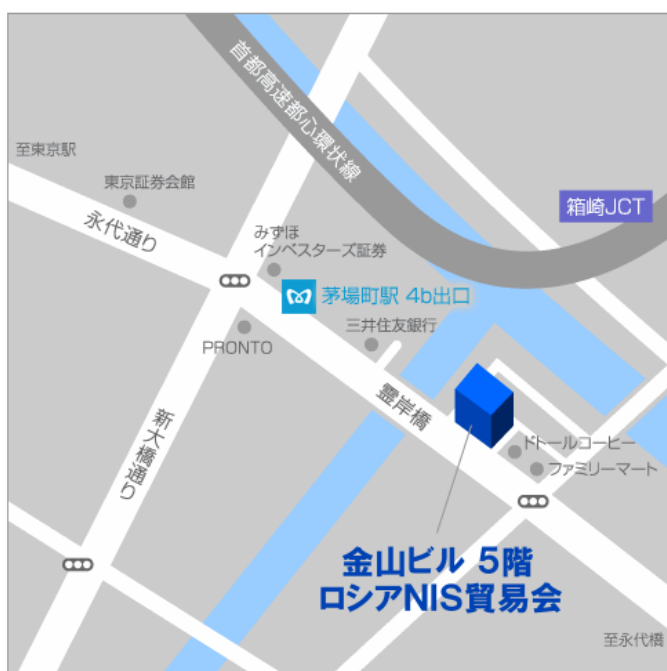 首都高速都心環状線
至東京駅
東京証券会館
箱崎JCT
永代通り
みずほ
インベスターズ証券
茅場町駅 4b出口
三井住友銀行
PRONTO
霊岸橋
新大橋通り
ドトールコーヒー
ファミリーマート
金山ビル 5階
ロシアNIS貿易会
至永代橋